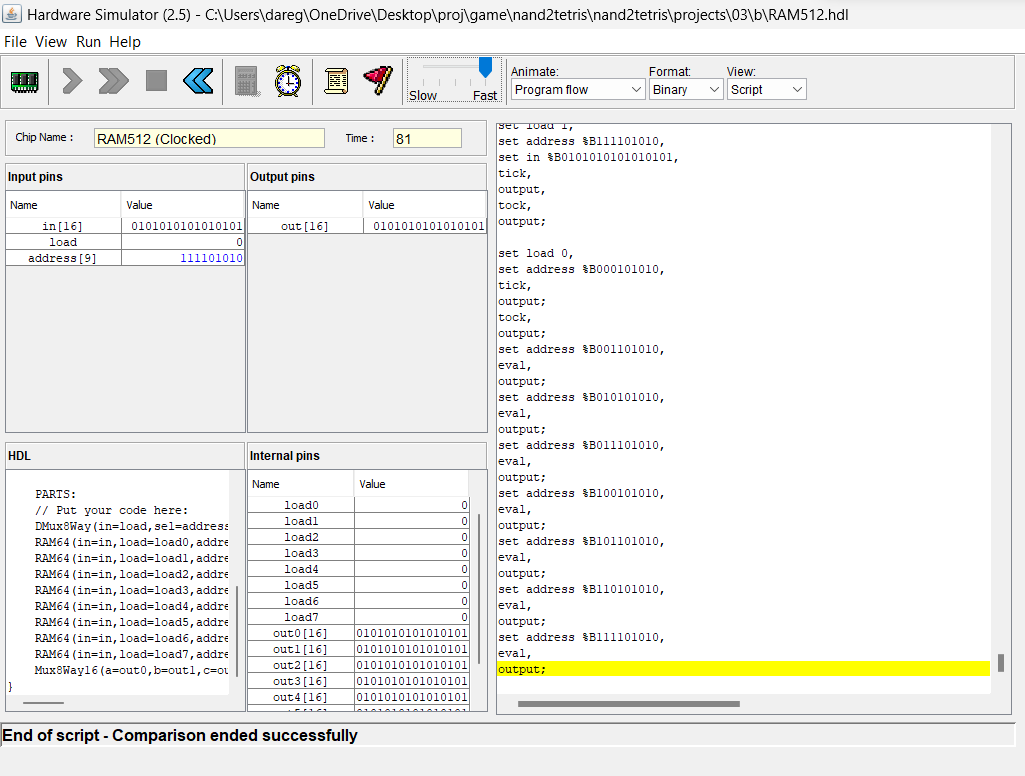 Hardware Simulator (2.5) - C:\Users\dareg\OneDrive\Desktop\proj\game\nand2tetris\nand2tetris\projects\03\b\RAM512.hdl
File View Run Help
Slow Fast
Animate: Format: View:
Program flow Binary Script
Chip Name : RAM512 (Clocked) Time : 81
Input pins
Name Value
in[16] 0101010101010101
load 0
address[9] 111101010
Output pins
Name Value
out[16] 0101010101010101
HDL
PARTS:
// Put your code here:
DMux8Way(in=load,sel=address
RAM64(in=in,load=load0,addre
RAM64(in=in,load=load1,addre
RAM64(in=in,load=load2,addre
RAM64(in=in,load=load3,addre
RAM64(in=in,load=load4,addre
RAM64(in=in,load=load5,addre
RAM64(in=in,load=load6,addre
RAM64(in=in,load=load7,addre
Mux8Way16(a=out0,b=out1,c=ou
}
Internal pins
Name Value
load0 0
load1 0
load2 0
load3 0
load4 0
load5 0
load6 0
load7 0
out0[16] 0101010101010101
out1[16] 0101010101010101
out2[16] 0101010101010101
out3[16] 0101010101010101
out4[16] 0101010101010101
set load 1,
set address %B111101010,
set in %B0101010101010101,
tick,
output,
tock,
output;
set load 0,
set address %B000101010,
tick,
output;
tock,
output;
set address %B001101010,
eval,
output;
set address %B010101010,
eval,
output;
set address %B011101010,
eval,
output;
set address %B100101010,
eval,
output;
set address %B101101010,
eval,
output;
set address %B110101010,
eval,
output;
set address %B111101010,
eval,
output;
End of script - Comparison ended successfully